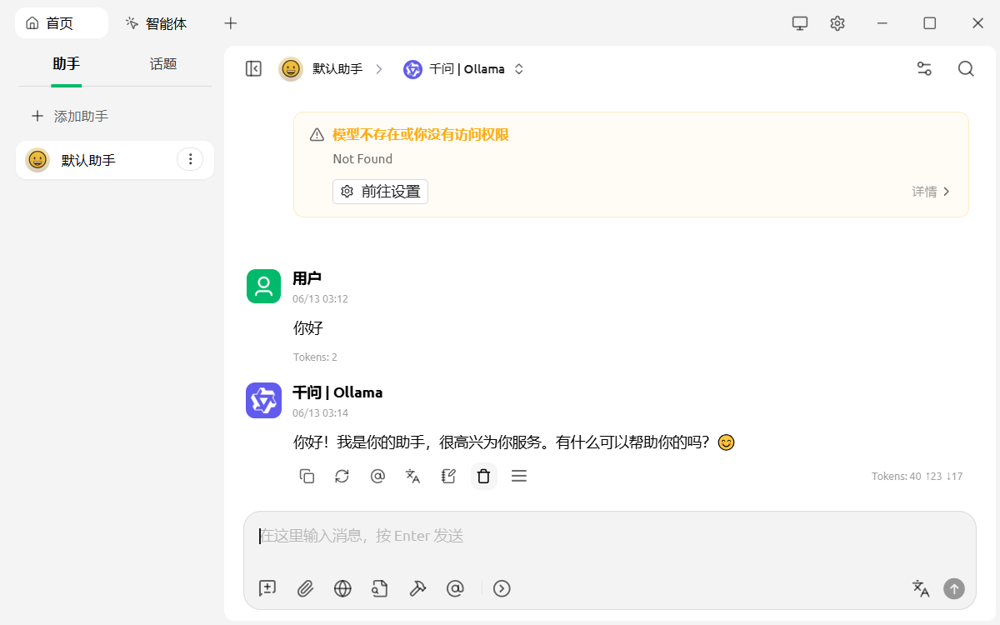 首页
智能体
助手
话题
添加助手
默认助手
默认助手
千问 | Ollama
模型不存在或你没有访问权限
Not Found
前往设置
详情
用户
06/13 03:12
你好
Tokens: 2
千问 | Ollama
06/13 03:14
你好！我是你的助手，很高兴为你服务。有什么可以帮助你的吗？😊
Tokens: 40 ↑23 ↓17
在这里输入消息，按 Enter 发送